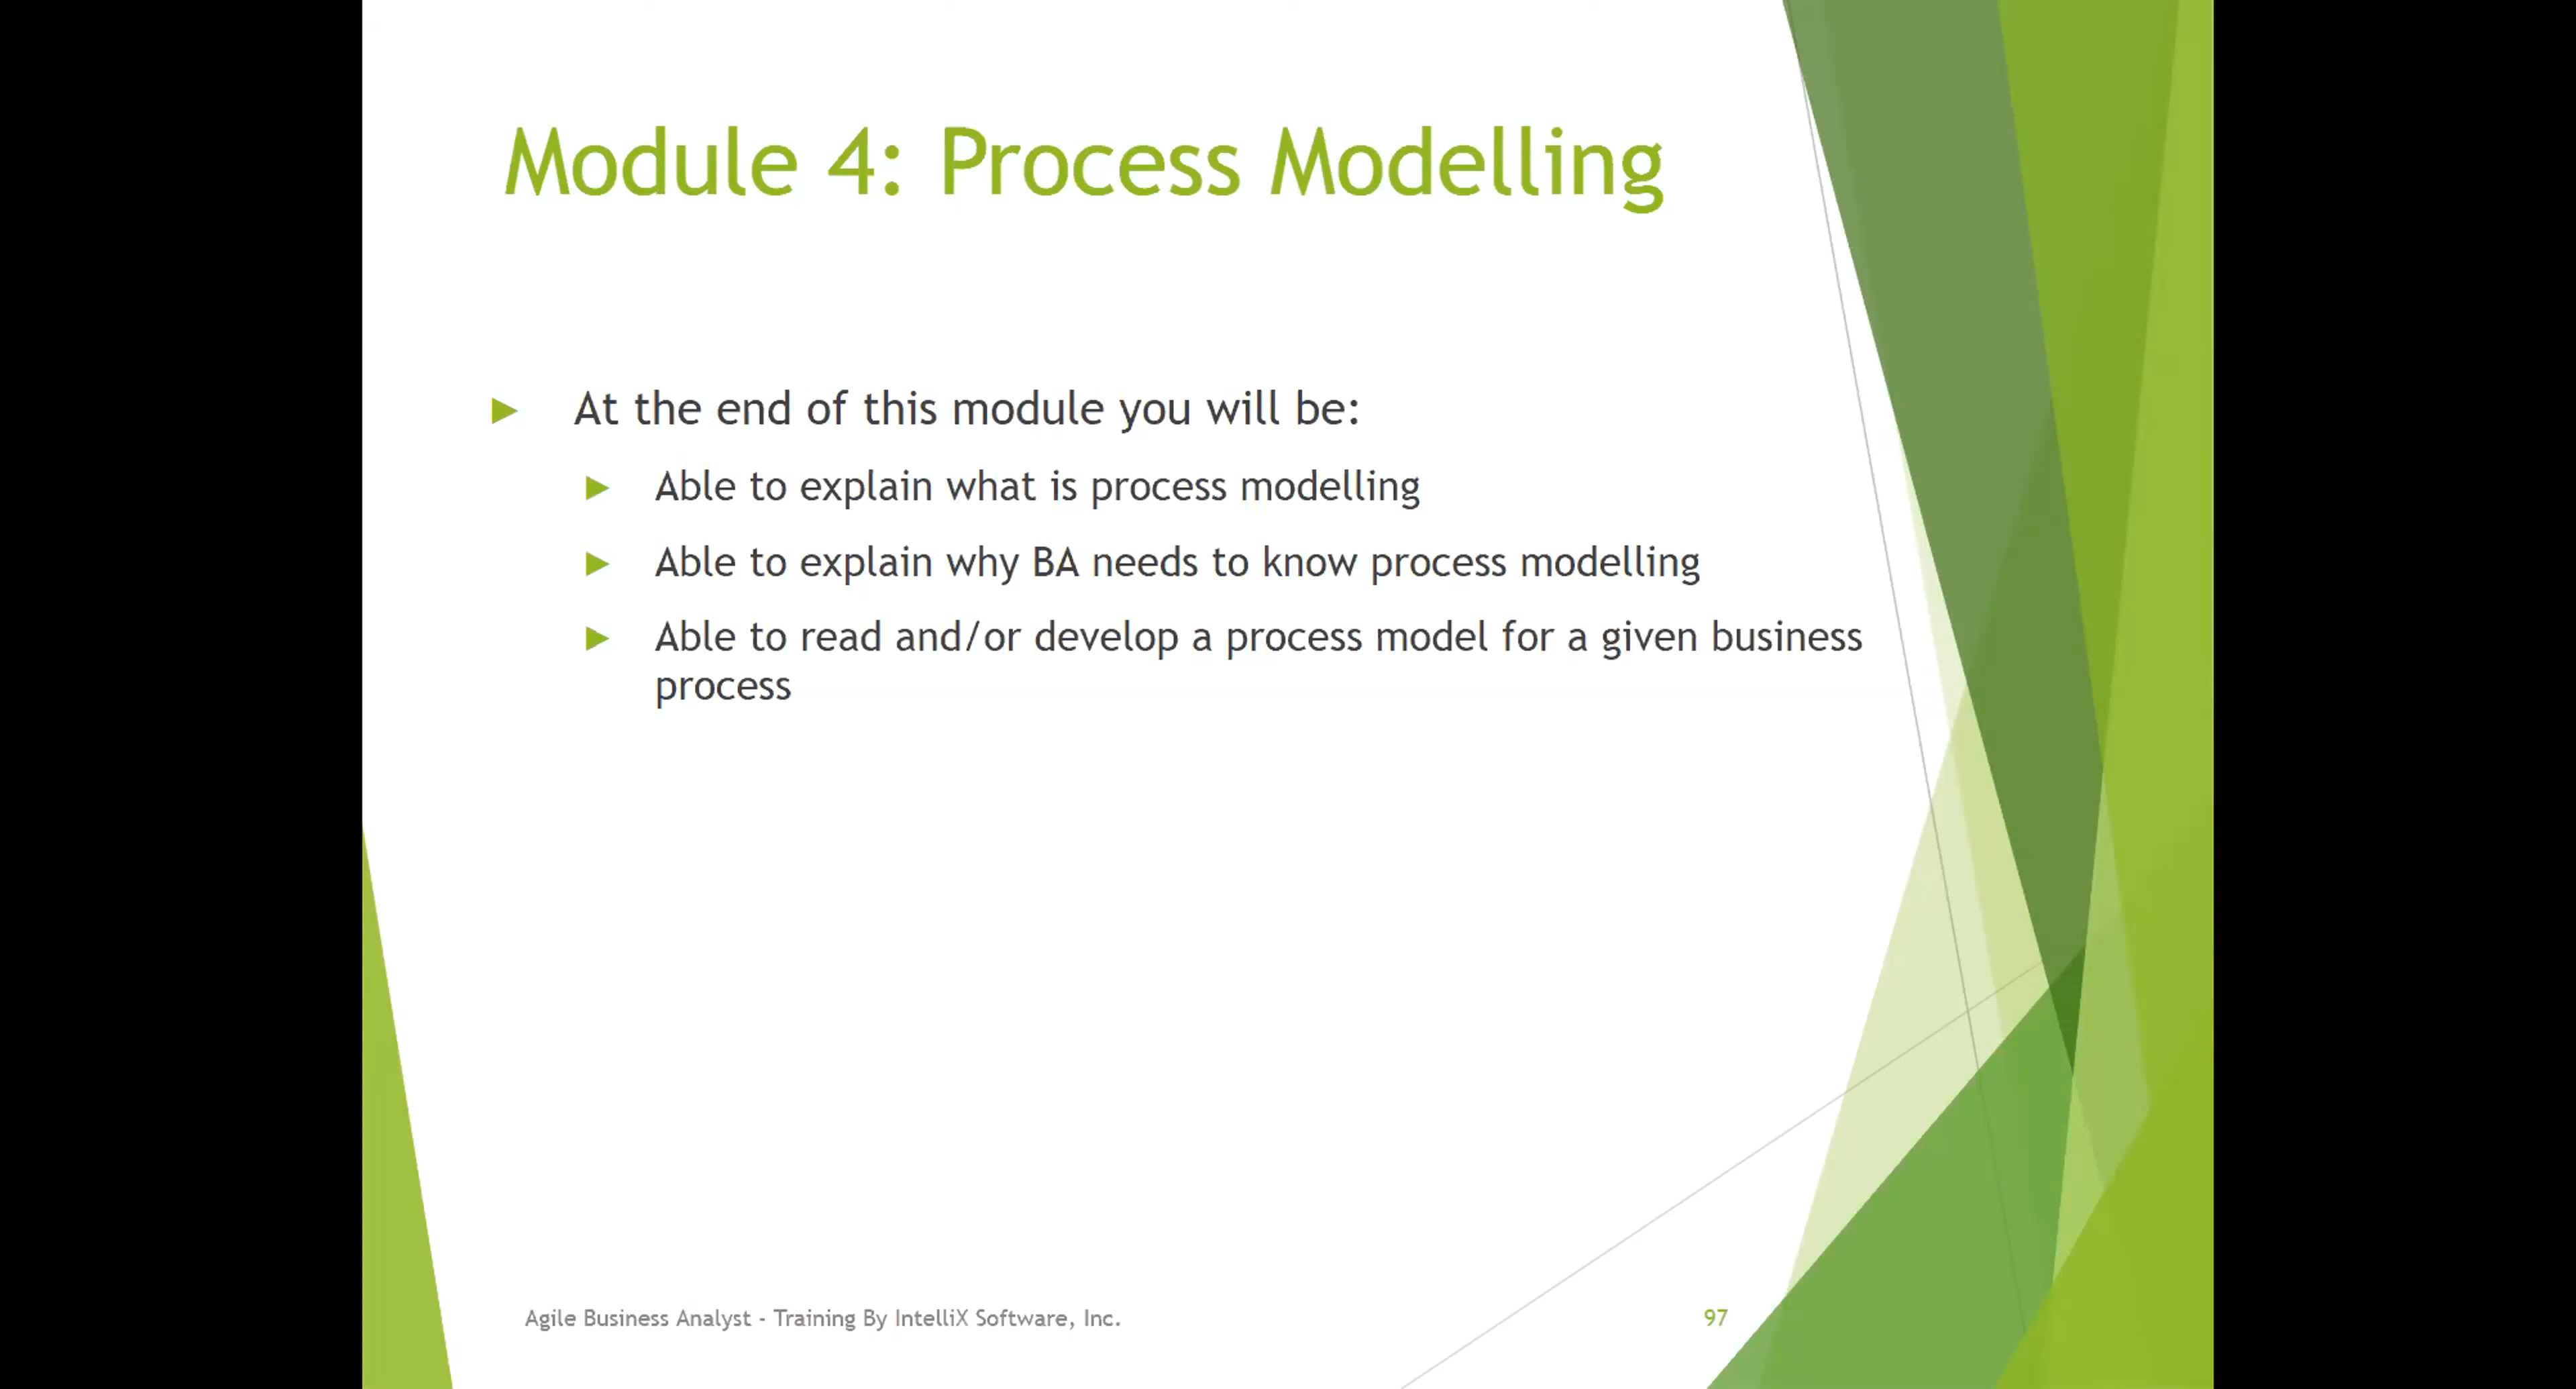 Module 4: Process Modelling
At the end of this module you will be:
Able to explain what is process modelling
Able to explain why BA needs to know process modelling
Able to read and/or develop a process model for a given business
process
Agile Business Analyst - Training By IntelliX Software, Inc.
97